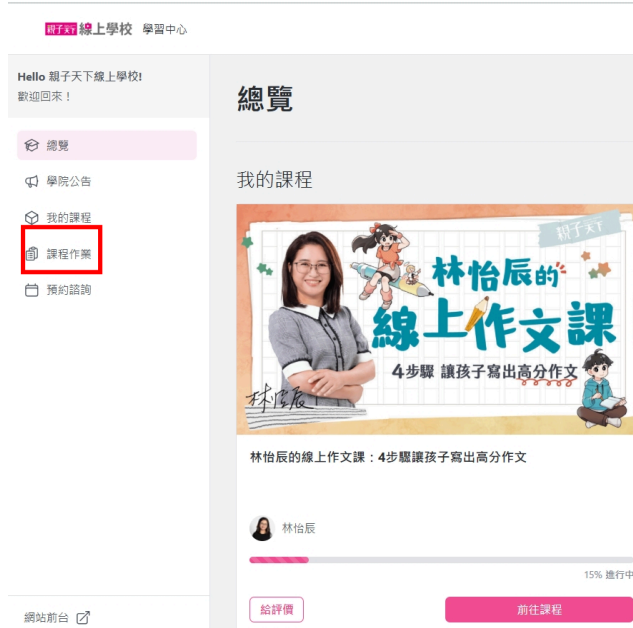 親子天下 線上學校 學習中心
Hello 親子天下線上學校!
歡迎回來！
總覽
學院公告
我的課程
課程作業
預約諮詢
網站前台
總覽
我的課程
親子天下
林怡辰的
線上作文課
4步驟 讓孩子寫出高分作文
林怡辰
林怡辰的線上作文課：4步驟讓孩子寫出高分作文
林怡辰
15% 進行中
給評價
前往課程